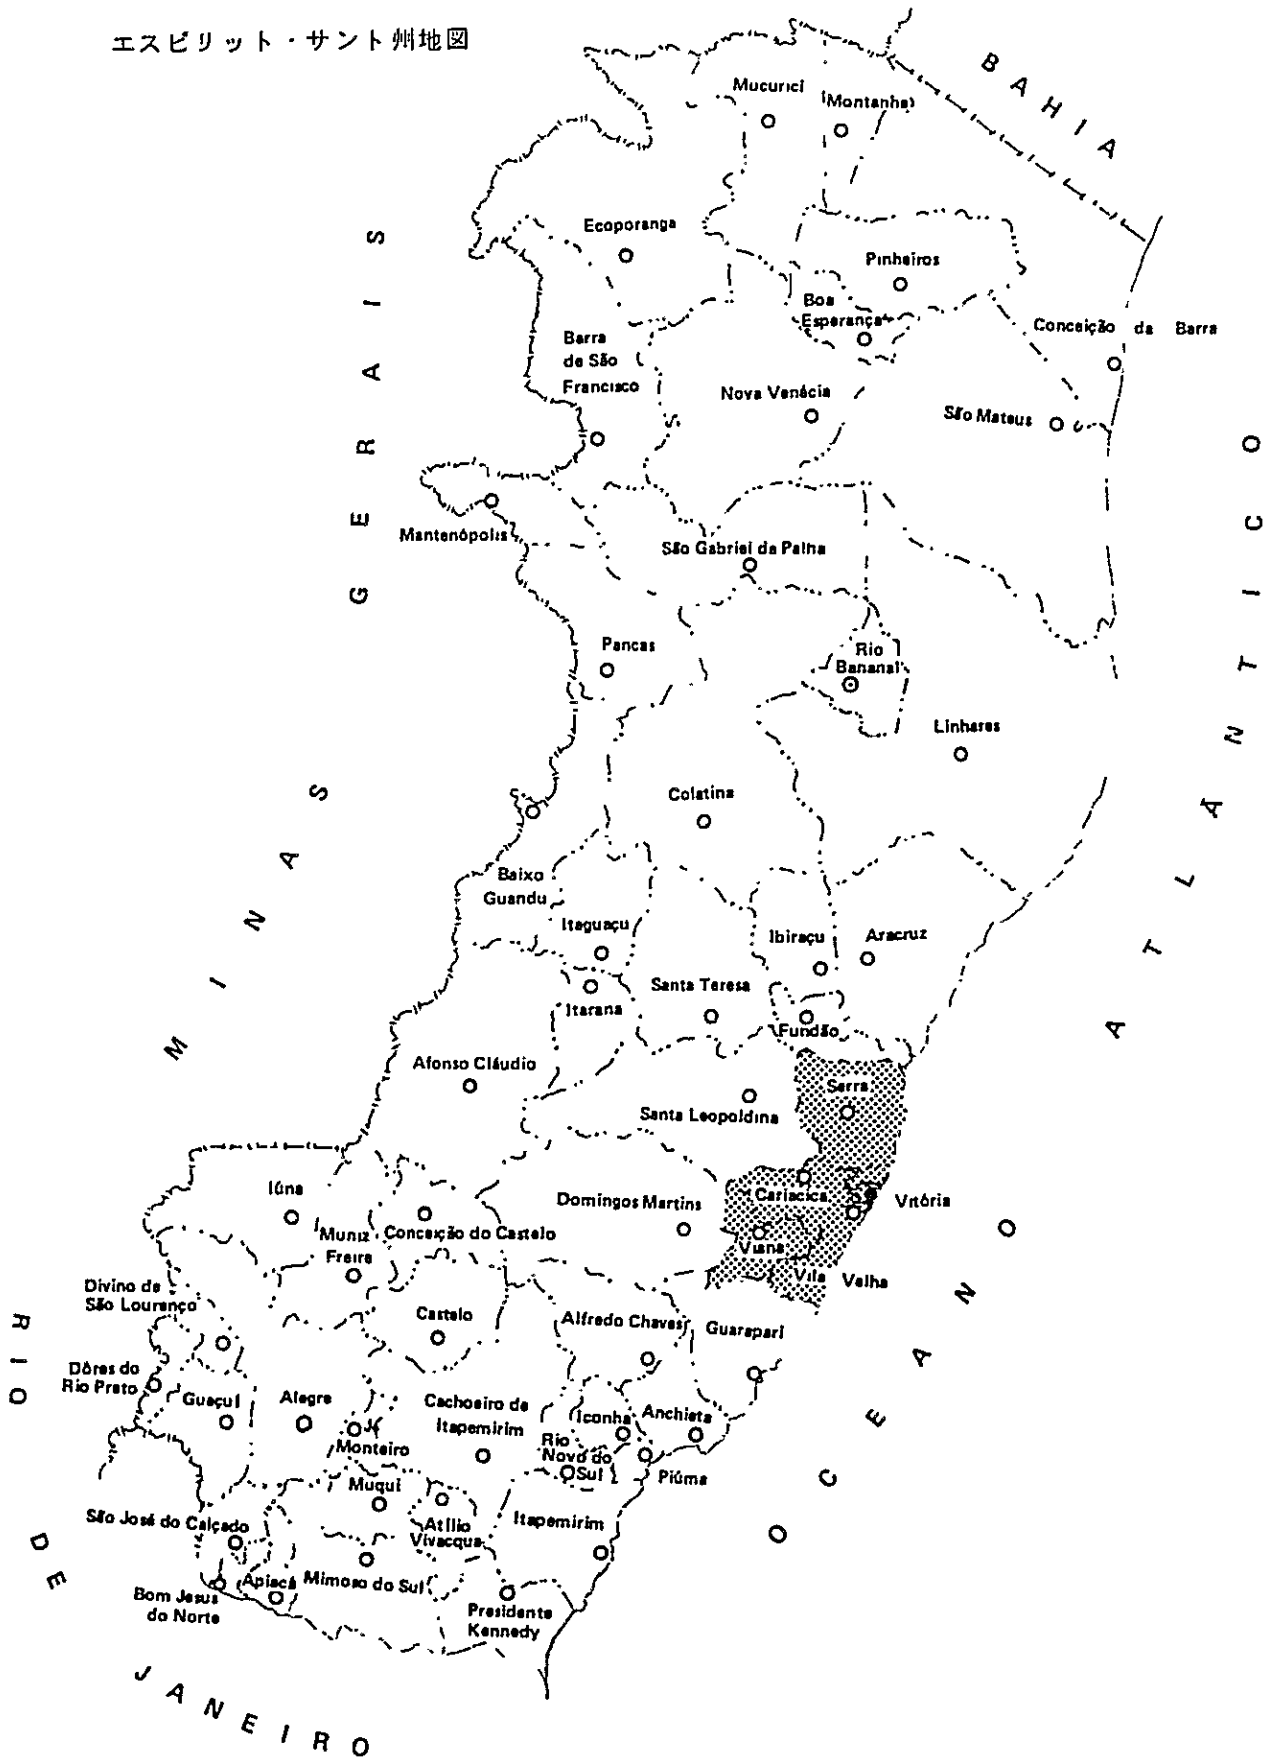 エスピリット・サント州地図
BAHIA
Mucurici
Montanha
Ecoporanga
Pinheiros
Boa
Esperança
Conceição da Barra
Barra
de São
Francisco
Nova Venécia
São Mateus
Mantenópolis
São Gabriel da Palha
Pancas
Rio
Bananal
Linhares
Colatina
Baixo
Guandu
Itaguaçu
Ibiraçu
Aracruz
Itarana
Santa Teresa
Fundão
Afonso Cláudio
Serra
Santa Leopoldina
Iúna
Muniz
Freire
Conceição do Castelo
Domingos Martins
Cariacica
Vitória
Viana
Vila Velha
Divino de
São Lourenço
Castelo
Alfredo Chaves
Guarapari
Dôres do
Rio Preto
Guaçuí
Alegre
Cachoeiro de
Itapemirim
Iconha
Anchieta
J.
Monteiro
Rio
Novo do
Sul
Piúma
Muqui
São José do Calçado
Atílio
Vivacqua
Itapemirim
Bom Jesus
do Norte
Apiacá
Mimoso do Sul
Presidente
Kennedy
MINAS GERAIS
RIO DE JANEIRO
OCEANO ATLÂNTICO